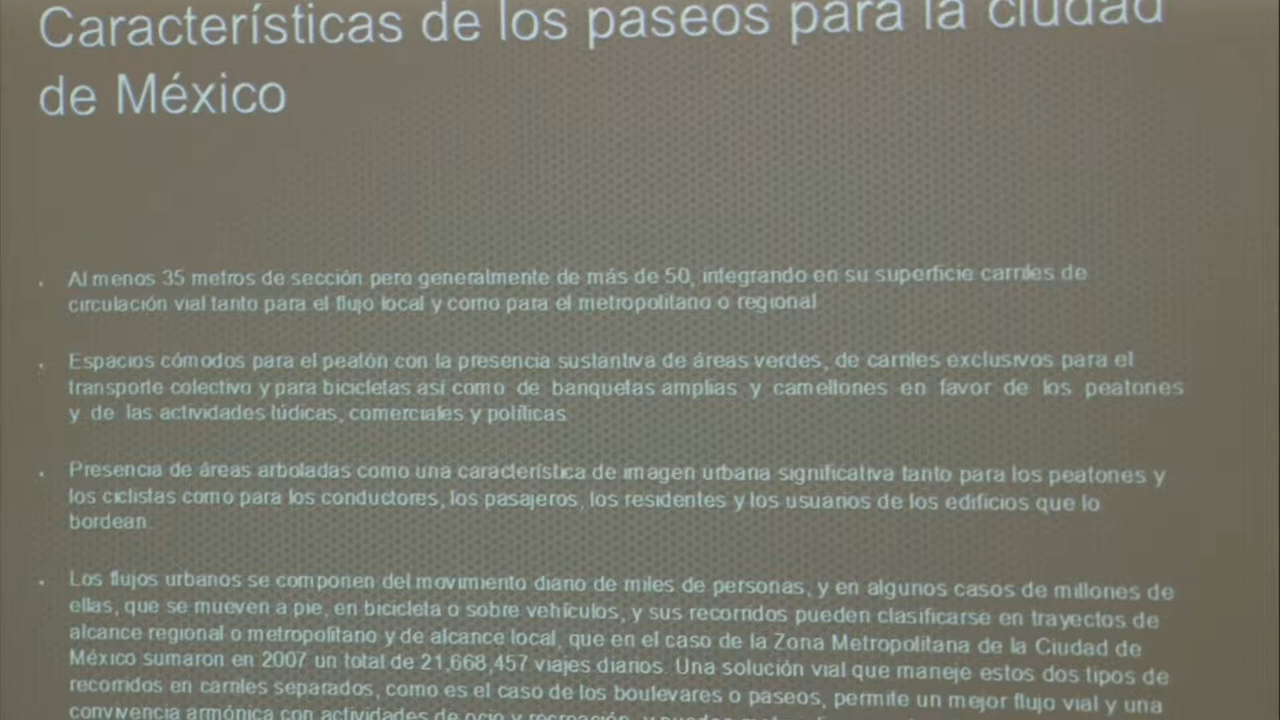 Características de los paseos para la ciudad
de México
. Al menos 35 metros de sección pero generalmente de más de 50, integrando en su superficie carriles de
circulación vial tanto para el flujo local y como para el metropolitano o regional
. Espacios cómodos para el peatón con la presencia sustantiva de áreas verdes, de carriles exclusivos para el
transporte colectivo y para bicicletas así como de banquetas amplias y camellones en favor de los peatones
y de las actividades lúdicas, comerciales y políticas
. Presencia de áreas arboladas como una característica de imagen urbana significativa tanto para los peatones y
los ciclistas como para los conductores, los pasajeros, los residentes y los usuarios de los edificios que lo
bordean.
. Los flujos urbanos se componen del movimiento diario de miles de personas, y en algunos casos de millones de
ellas, que se mueven a pie, en bicicleta o sobre vehículos, y sus recorridos pueden clasificarse en trayectos de
alcance regional o metropolitano y de alcance local, que en el caso de la Zona Metropolitana de la Ciudad de
México sumaron en 2007 un total de 21,668,457 viajes diarios. Una solución vial que maneje estos dos tipos de
recorridos en carriles separados, como es el caso de los boulevares o paseos, permite un mejor flujo vial y una
convivencia armónica con actividades de ocio y recreación, y pueden